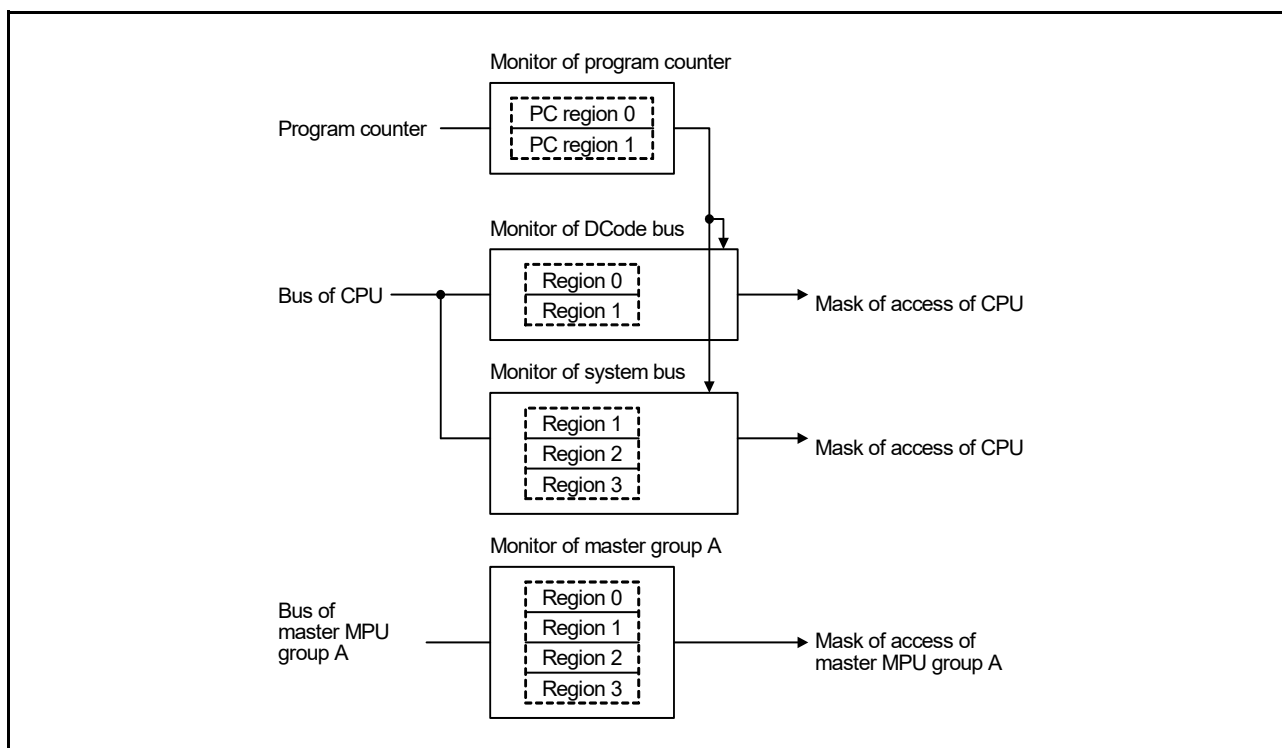 Monitor of program counter
Program counter
PC region 0
PC region 1
Monitor of DCode bus
Bus of CPU
Region 0
Region 1
Mask of access of CPU
Monitor of system bus
Region 1
Region 2
Region 3
Mask of access of CPU
Monitor of master group A
Bus of
master MPU
group A
Region 0
Region 1
Region 2
Region 3
Mask of access of
master MPU group A